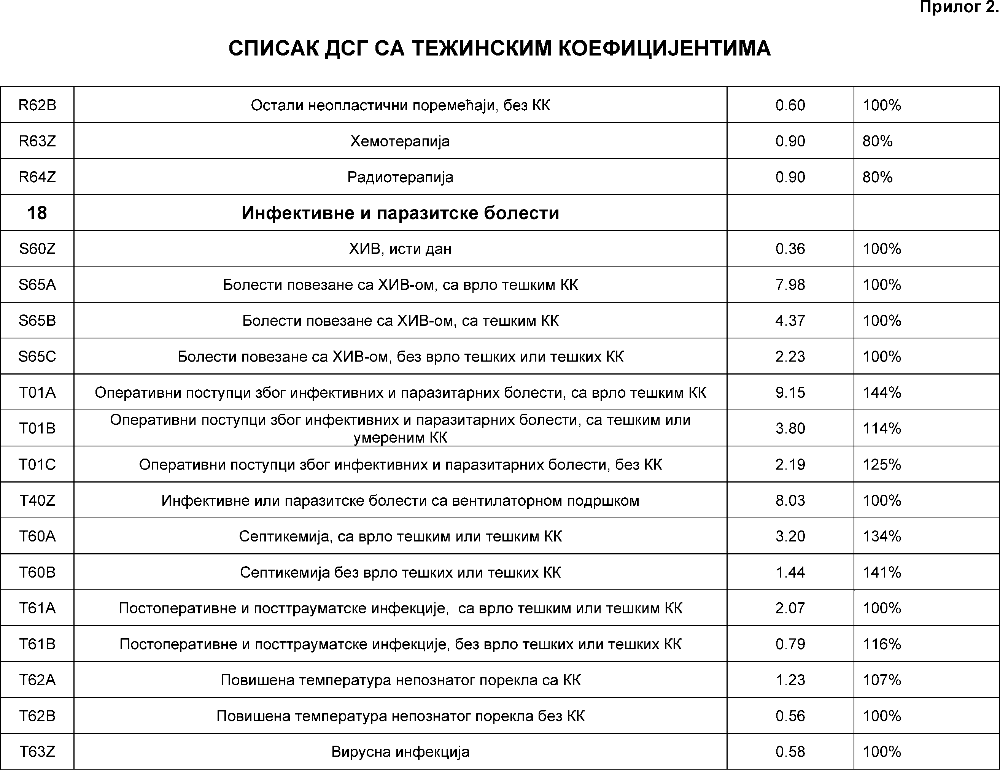 Прилог 2.
СПИСАК ДСГ СА ТЕЖИНСКИМ КОЕФИЦИЈЕНТИМА
R62B Остали неопластични поремећаји, без КК 0.60 100%
R63Z Хемотерапија 0.90 80%
R64Z Радиотерапија 0.90 80%
18 Инфективне и паразитске болести
S60Z ХИВ, исти дан 0.36 100%
S65A Болести повезане са ХИВ-ом, са врло тешким КК 7.98 100%
S65B Болести повезане са ХИВ-ом, са тешким КК 4.37 100%
S65C Болести повезане са ХИВ-ом, без врло тешких или тешких КК 2.23 100%
T01A Оперативни поступци због инфективних и паразитарних болести, са врло тешким КК 9.15 144%
T01B Оперативни поступци због инфективних и паразитарних болести, са тешким или
умереним КК 3.80 114%
T01C Оперативни поступци због инфективних и паразитарних болести, без КК 2.19 125%
T40Z Инфективне или паразитске болести са вентилаторном подршком 8.03 100%
T60A Септикемија, са врло тешким или тешким КК 3.20 134%
T60B Септикемија без врло тешких или тешких КК 1.44 141%
T61A Постоперативне и посттрауматске инфекције, са врло тешким или тешким КК 2.07 100%
T61B Постоперативне и посттрауматске инфекције, без врло тешких или тешких КК 0.79 116%
T62A Повишена температура непознатог порекла са КК 1.23 107%
T62B Повишена температура непознатог порекла без КК 0.56 100%
T63Z Вирусна инфекција 0.58 100%